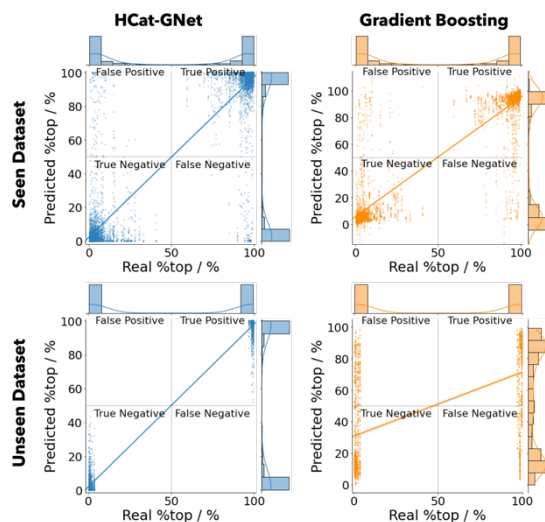 HCat-GNet
Gradient Boosting
Seen Dataset
Predicted %top / %
100
80
60
40
20
0
False Positive True Positive
True Negative False Negative
0 50 100
Real %top / %
Predicted %top / %
100
80
60
40
20
0
False Positive True Positive
True Negative False Negative
0 50 100
Real %top / %
Unseen Dataset
Predicted %top / %
100
80
60
40
20
0
False Positive True Positive
True Negative False Negative
0 50 100
Real %top / %
Predicted %top / %
100
80
60
40
20
0
False Positive True Positive
True Negative False Negative
0 50 100
Real %top / %